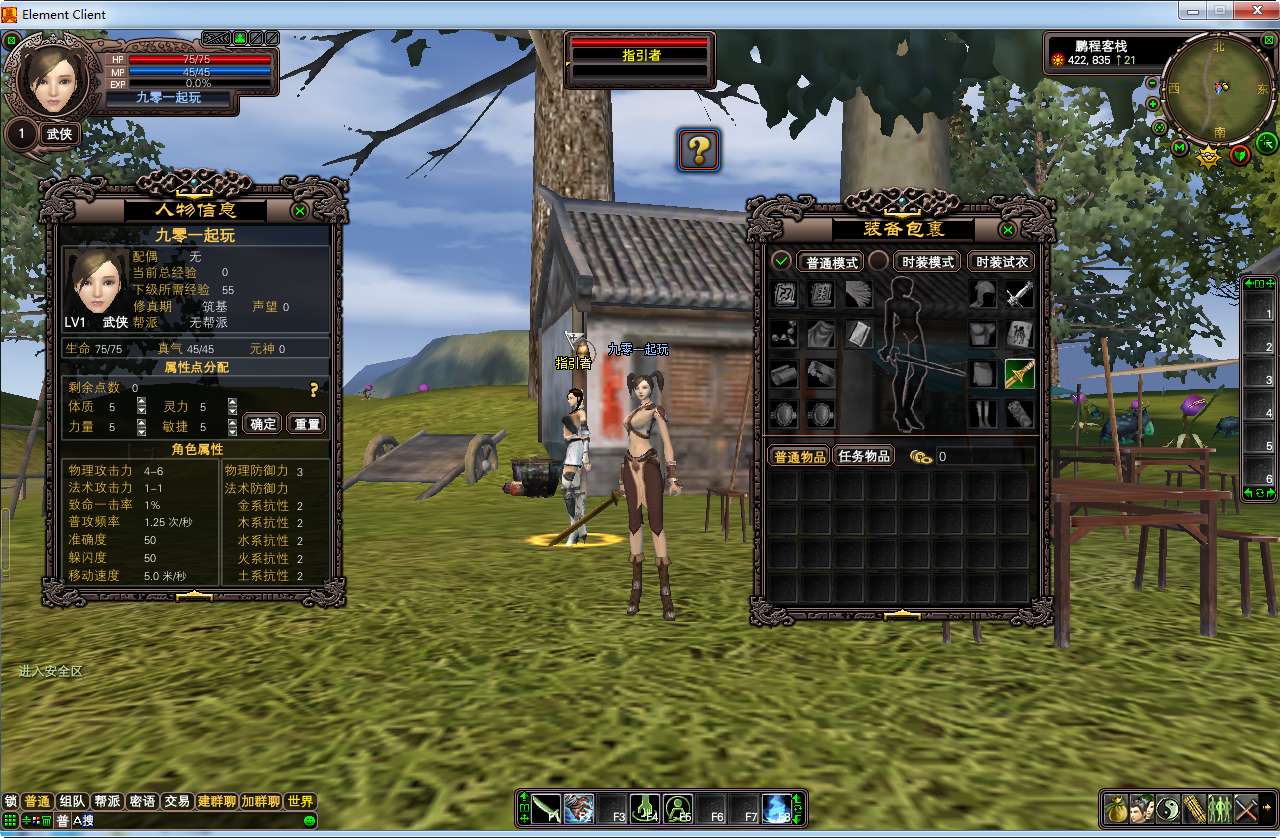 Element Client
HP 75/75
MP 45/45
EXP 0.0%
九零一起玩
1 武侠
指引者
鹏程客栈
422, 835 ↑21
北
西 东
南
M
人物信息
九零一起玩
配偶 无
当前总经验 0
下级所需经验 55
修真期 筑基 声望 0
LV1 武侠 帮派 无帮派
生命 75/75 真气 45/45 元神 0
属性点分配
剩余点数 0 ?
体质 5 灵力 5
力量 5 敏捷 5 确定 重置
角色属性
物理攻击力 4-6 物理防御力 3
法术攻击力 1-1 法术防御力
致命一击率 1% 金系抗性 2
普攻频率 1.25 次/秒 木系抗性 2
准确度 50 水系抗性 2
躲闪度 50 火系抗性 2
移动速度 5.0 米/秒 土系抗性 2
?
指引者
九零一起玩
装备包裹
普通模式 时装模式 时装试衣
普通物品 任务物品 0
1
2
3
4
5
6
进入安全区
锁 普通 组队 帮派 密语 交易 建群聊 加群聊 世界
普 A搜
F3 F4 F5 F6 F7 F8